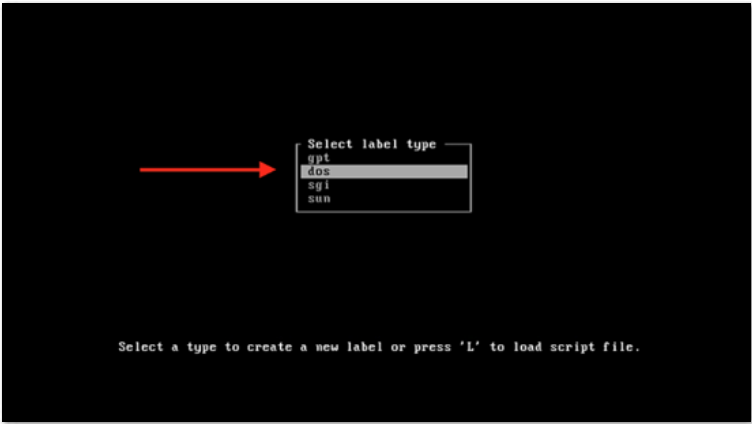 Select label type
gpt
dos
sgi
sun
Select a type to create a new label or press 'L' to load script file.